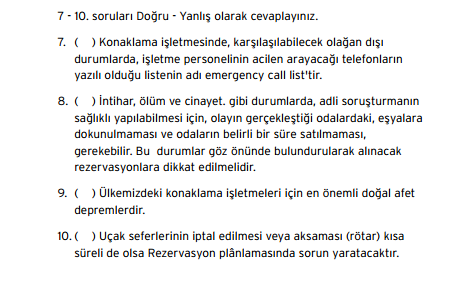 7 - 10. soruları Doğru - Yanlış olarak cevaplayınız.
7. ( ) Konaklama işletmesinde, karşılaşılabilecek olağan dışı
durumlarda, işletme personelinin acilen arayacağı telefonların
yazılı olduğu listenin adı emergency call list'tir.
8. ( ) İntihar, ölüm ve cinayet. gibi durumlarda, adli soruşturmanın
sağlıklı yapılabilmesi için, olayın gerçekleştiği odalardaki, eşyalara
dokunulmaması ve odaların belirli bir süre satılmaması,
gerekebilir. Bu durumlar göz önünde bulundurularak alınacak
rezervasyonlara dikkat edilmelidir.
9. ( ) Ülkemizdeki konaklama işletmeleri için en önemli doğal afet
depremlerdir.
10. ( ) Uçak seferlerinin iptal edilmesi veya aksaması (rötar) kısa
süreli de olsa Rezervasyon plânlamasında sorun yaratacaktır.